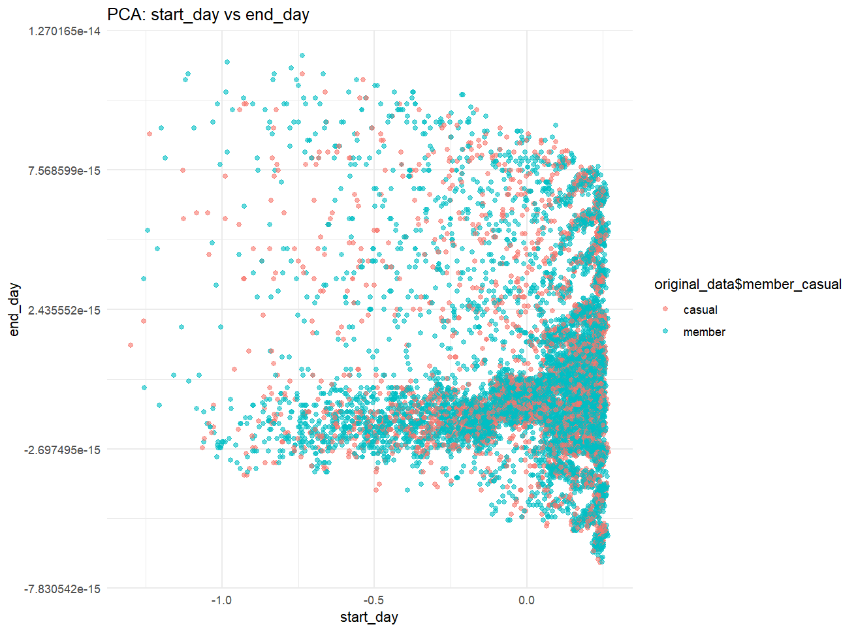 PCA: start_day vs end_day
1.270165e-14
7.568599e-15
2.435552e-15
-2.697495e-15
-7.830542e-15
end_day
-1.0
-0.5
0.0
start_day
original_data$member_casual
casual
member